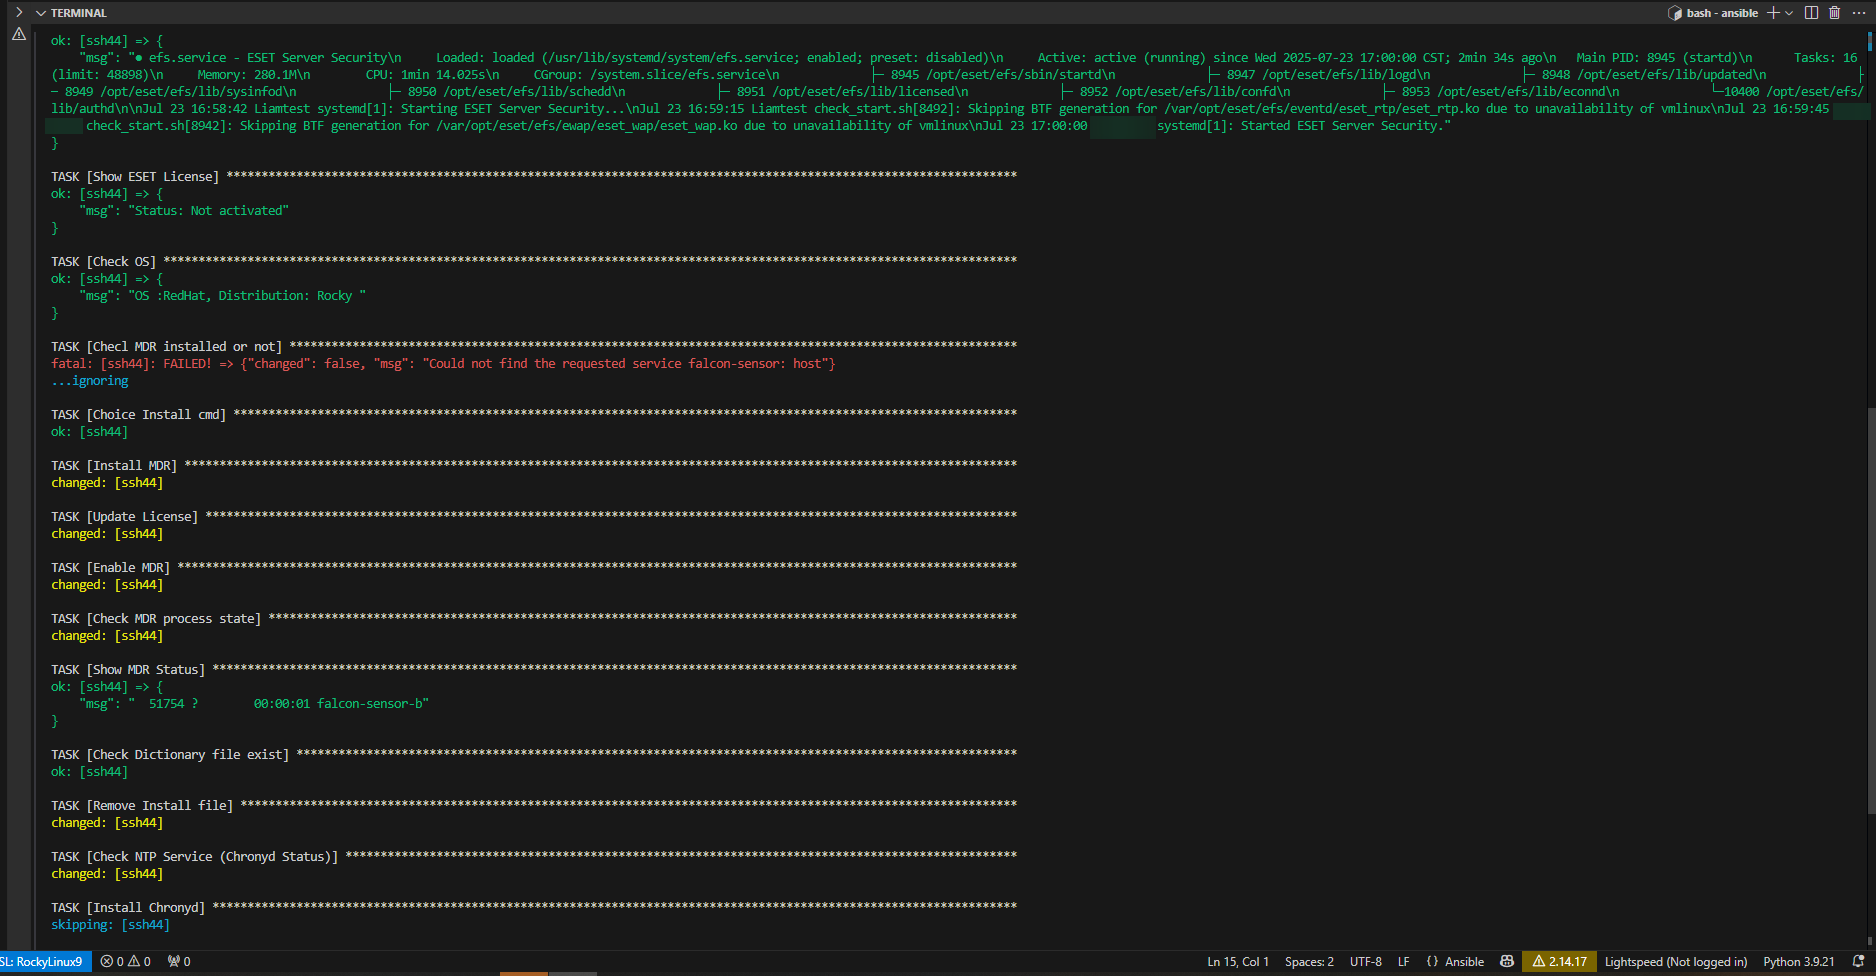 TERMINAL
bash - ansible
ok: [ssh44] => {
    "msg": "● efs.service - ESET Server Security\n     Loaded: loaded (/usr/lib/systemd/system/efs.service; enabled; preset: disabled)\n     Active: active (running) since Wed 2025-07-23 17:00:00 CST; 2min 34s ago\n   Main PID: 8945 (startd)\n      Tasks: 16
(limit: 48898)\n     Memory: 280.1M\n        CPU: 1min 14.025s\n     CGroup: /system.slice/efs.service\n             ├─ 8945 /opt/eset/efs/sbin/startd\n             ├─ 8947 /opt/eset/efs/lib/logd\n             ├─ 8948 /opt/eset/efs/lib/updated\n             ├
─ 8949 /opt/eset/efs/lib/sysinfod\n             ├─ 8950 /opt/eset/efs/lib/schedd\n             ├─ 8951 /opt/eset/efs/lib/licensed\n             ├─ 8952 /opt/eset/efs/lib/confd\n             ├─ 8953 /opt/eset/efs/lib/econnd\n             └─10400 /opt/eset/efs/
lib/authd\n\nJul 23 16:58:42 Liamtest systemd[1]: Starting ESET Server Security...\nJul 23 16:59:15 Liamtest check_start.sh[8492]: Skipping BTF generation for /var/opt/eset/efs/eventd/eset_rtp/eset_rtp.ko due to unavailability of vmlinux\nJul 23 16:59:45
check_start.sh[8942]: Skipping BTF generation for /var/opt/eset/efs/ewap/eset_wap/eset_wap.ko due to unavailability of vmlinux\nJul 23 17:00:00 systemd[1]: Started ESET Server Security."
}
TASK [Show ESET License] *****************************************************************************************************************
ok: [ssh44] => {
    "msg": "Status: Not activated"
}
TASK [Check OS] **************************************************************************************************************************
ok: [ssh44] => {
    "msg": "OS :RedHat, Distribution: Rocky "
}
TASK [Checl MDR installed or not] ********************************************************************************************************
fatal: [ssh44]: FAILED! => {"changed": false, "msg": "Could not find the requested service falcon-sensor: host"}
...ignoring
TASK [Choice Install cmd] ****************************************************************************************************************
ok: [ssh44]
TASK [Install MDR] ***********************************************************************************************************************
changed: [ssh44]
TASK [Update License] ********************************************************************************************************************
changed: [ssh44]
TASK [Enable MDR] ************************************************************************************************************************
changed: [ssh44]
TASK [Check MDR process state] ***********************************************************************************************************
changed: [ssh44]
TASK [Show MDR Status] *******************************************************************************************************************
ok: [ssh44] => {
    "msg": "  51754 ?        00:00:01 falcon-sensor-b"
}
TASK [Check Dictionary file exist] *******************************************************************************************************
ok: [ssh44]
TASK [Remove Install file] ***************************************************************************************************************
changed: [ssh44]
TASK [Check NTP Service (Chronyd Status)] ************************************************************************************************
changed: [ssh44]
TASK [Install Chronyd] *******************************************************************************************************************
skipping: [ssh44]
SL: RockyLinux9 0 0 0 Ln 15, Col 1 Spaces: 2 UTF-8 LF {} Ansible 2.14.17 Lightspeed (Not logged in) Python 3.9.21